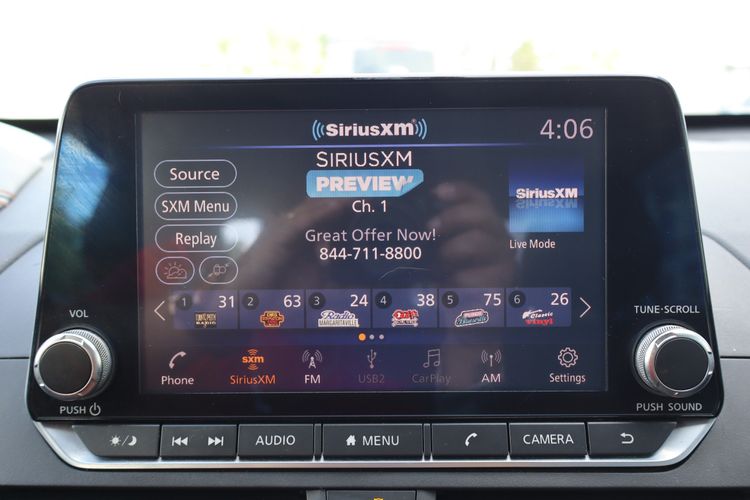 SiriusXM
4:06
SIRIUSXM
PREVIEW
Ch. 1
Great Offer Now!
844-711-8800
Source
SXM Menu
Replay
SiriusXM
Live Mode
1 31
2 63
3 24
Radio
MARGARITAVILLE
4 38
5 75
6 26
Classic
vinyl
Phone
sxm
SiriusXM
FM
USB2
CarPlay
AM
Settings
VOL
PUSH
TUNE·SCROLL
PUSH SOUND
AUDIO
MENU
CAMERA